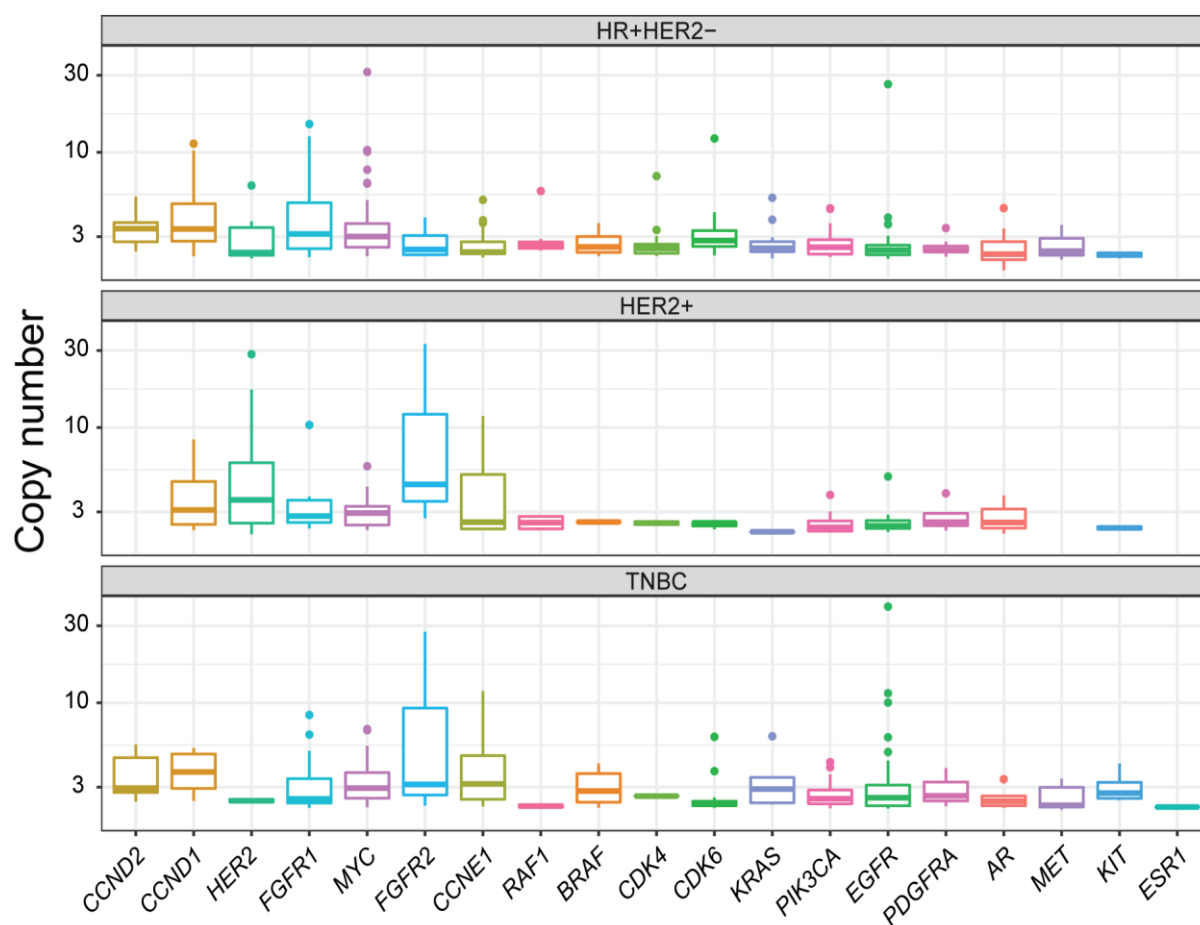 HR+HER2−
30
10
3
HER2+
30
10
3
Copy number
TNBC
30
10
3
CCND2
CCND1
HER2
FGFR1
MYC
FGFR2
CCNE1
RAF1
BRAF
CDK4
CDK6
KRAS
PIK3CA
EGFR
PDGFRA
AR
MET
KIT
ESR1